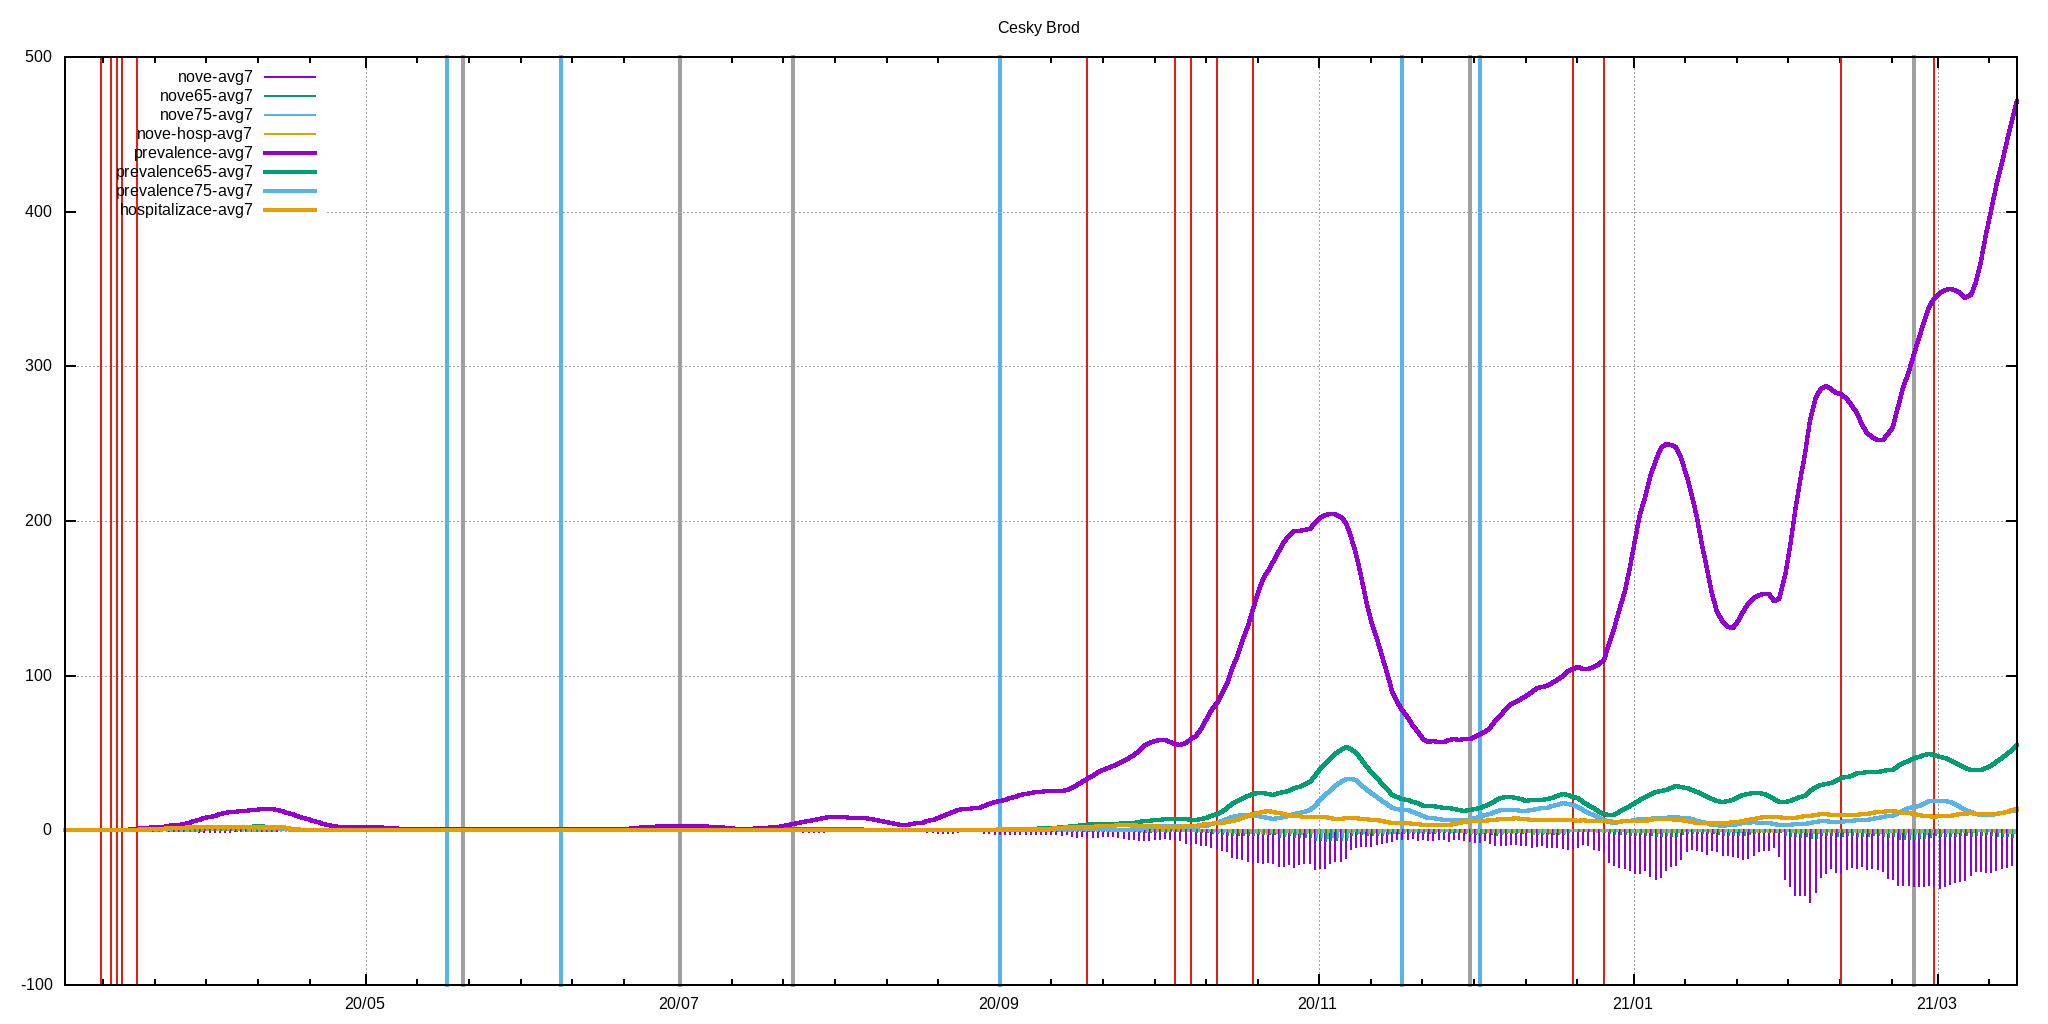 Cesky Brod
500
400
300
200
100
0
-100
nove-avg7
nove65-avg7
nove75-avg7
nove-hosp-avg7
prevalence-avg7
prevalence65-avg7
prevalence75-avg7
hospitalizace-avg7
20/05 20/07 20/09 20/11 21/01 21/03